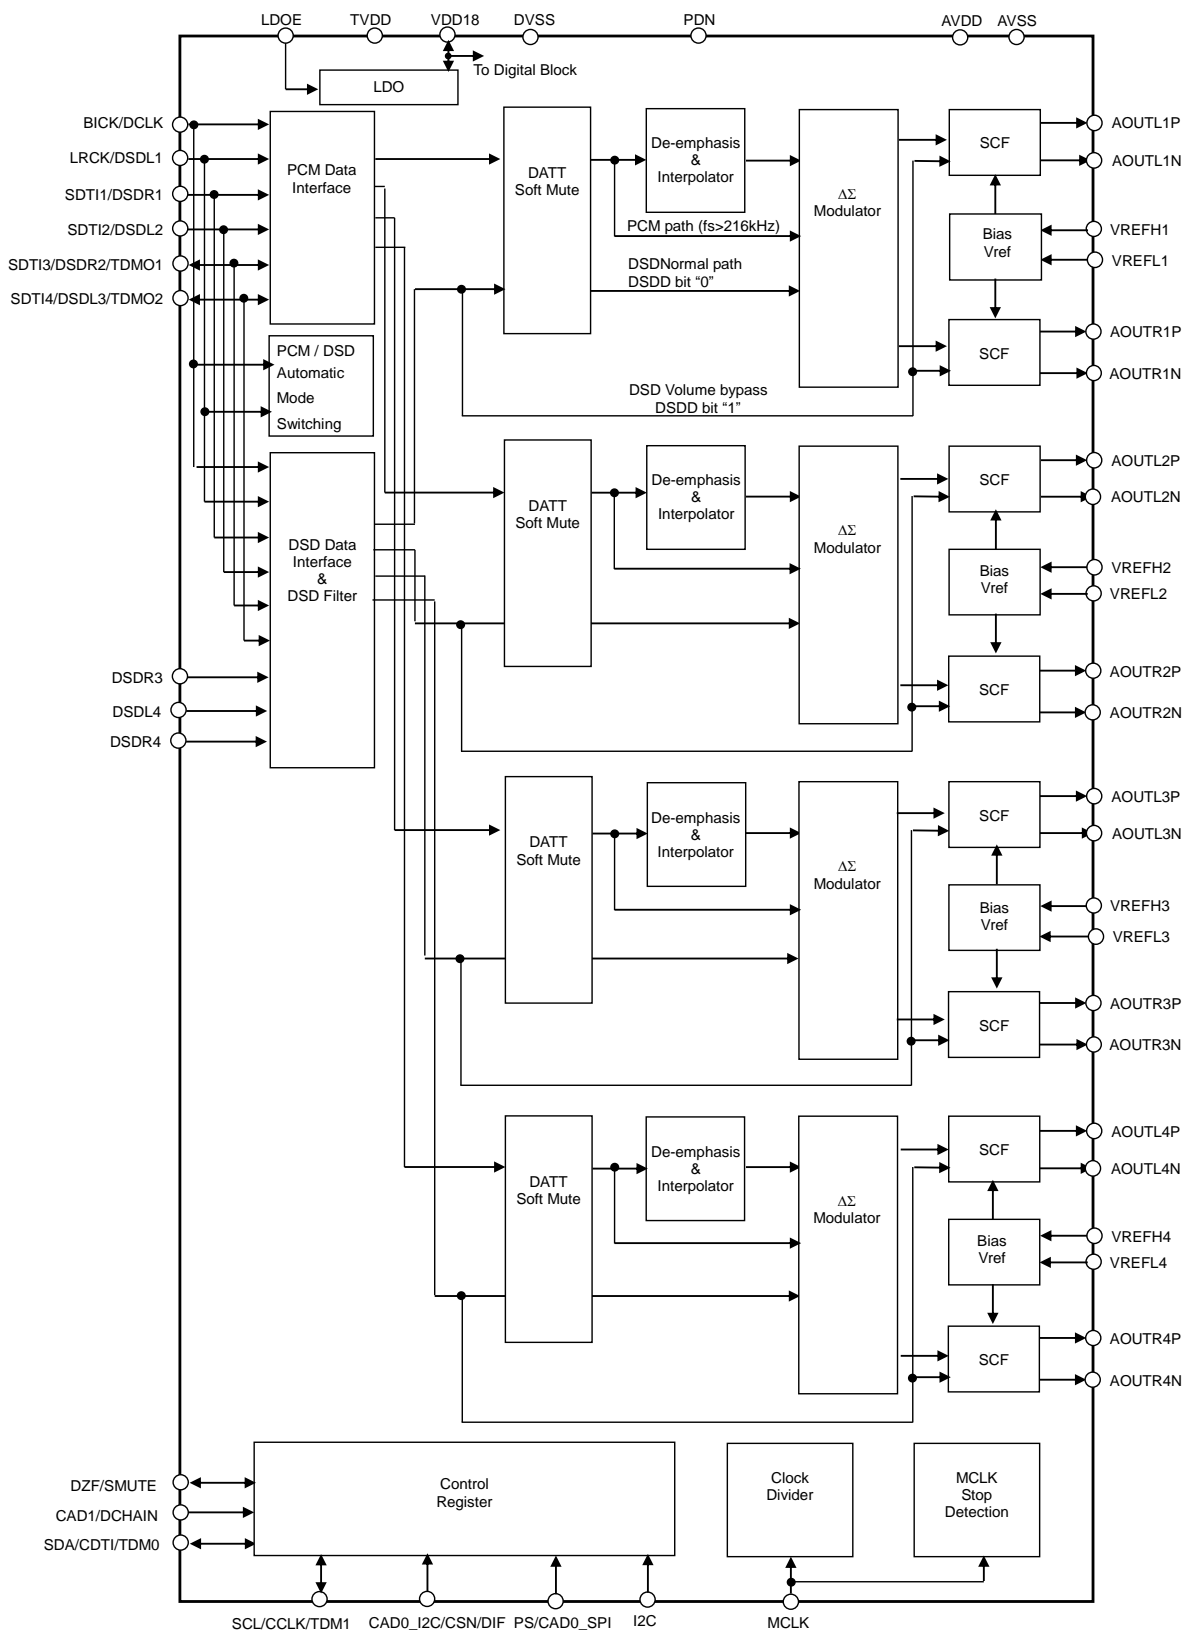 LDOE TVDD VDD18 DVSS PDN AVDD AVSS
To Digital Block
LDO
BICK/DCLK
LRCK/DSDL1
SDTI1/DSDR1
SDTI2/DSDL2
SDTI3/DSDR2/TDMO1
SDTI4/DSDL3/TDMO2
DSDR3
DSDL4
DSDR4
PCM Data
Interface
PCM / DSD
Automatic
Mode
Switching
DSD Data
Interface
&
DSD Filter
DATT
Soft Mute
De-emphasis
&
Interpolator
PCM path (fs>216kHz)
DSDNormal path
DSDD bit “0”
DSD Volume bypass
DSDD bit “1”
ΔΣ
Modulator
SCF
Bias
Vref
SCF
AOUTL1P
AOUTL1N
VREFH1
VREFL1
AOUTR1P
AOUTR1N
DATT
Soft Mute
De-emphasis
&
Interpolator
ΔΣ
Modulator
SCF
Bias
Vref
SCF
AOUTL2P
AOUTL2N
VREFH2
VREFL2
AOUTR2P
AOUTR2N
DATT
Soft Mute
De-emphasis
&
Interpolator
ΔΣ
Modulator
SCF
Bias
Vref
SCF
AOUTL3P
AOUTL3N
VREFH3
VREFL3
AOUTR3P
AOUTR3N
DATT
Soft Mute
De-emphasis
&
Interpolator
ΔΣ
Modulator
SCF
Bias
Vref
SCF
AOUTL4P
AOUTL4N
VREFH4
VREFL4
AOUTR4P
AOUTR4N
DZF/SMUTE
CAD1/DCHAIN
SDA/CDTI/TDM0
Control
Register
Clock
Divider
MCLK
Stop
Detection
SCL/CCLK/TDM1 CAD0_I2C/CSN/DIF PS/CAD0_SPI I2C MCLK